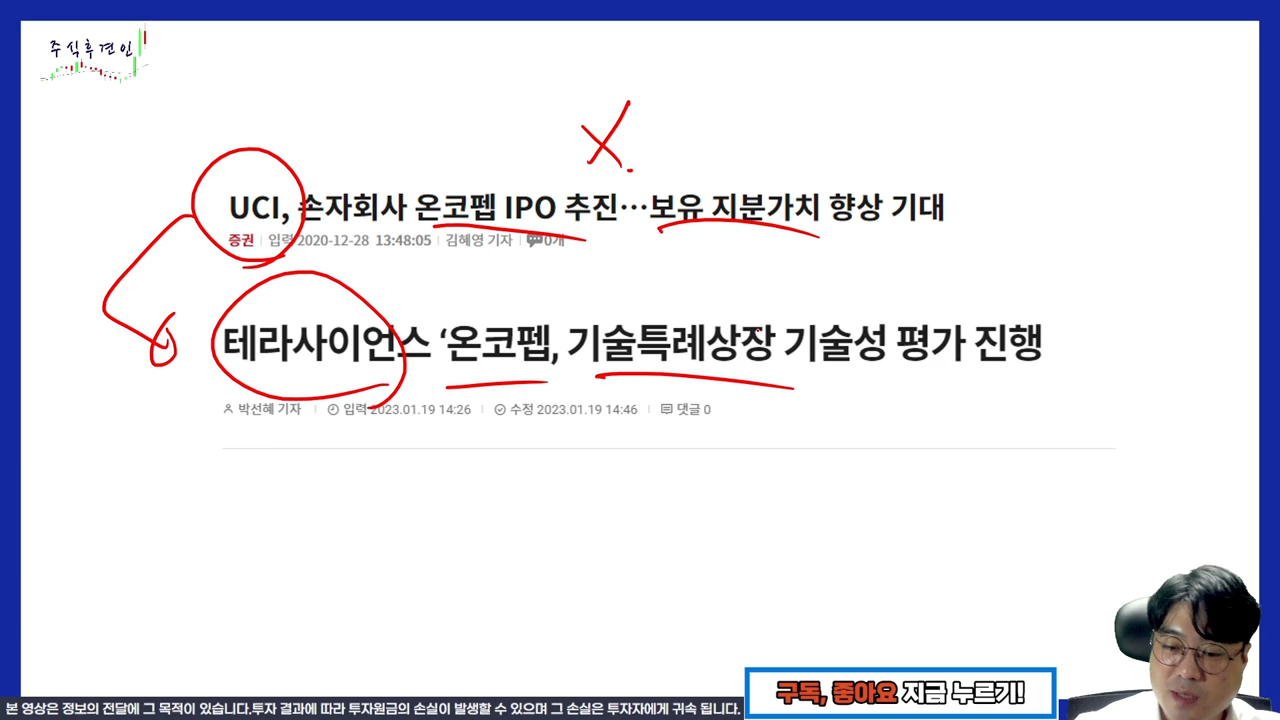 주식후견인
UCI, 손자회사 온코펩 IPO 추진…보유 지분가치 향상 기대
증권 입력 2020-12-28 13:48:05 김혜영 기자 0개
테라사이언스 ‘온코펩, 기술특례상장 기술성 평가 진행
박선혜 기자 입력 2023.01.19 14:26 수정 2023.01.19 14:46 댓글 0
구독, 좋아요 지금 누르기!
본 영상은 정보의 전달에 그 목적이 있습니다.투자 결과에 따라 투자원금의 손실이 발생할 수 있으며 그 손실은 투자자에게 귀속 됩니다.